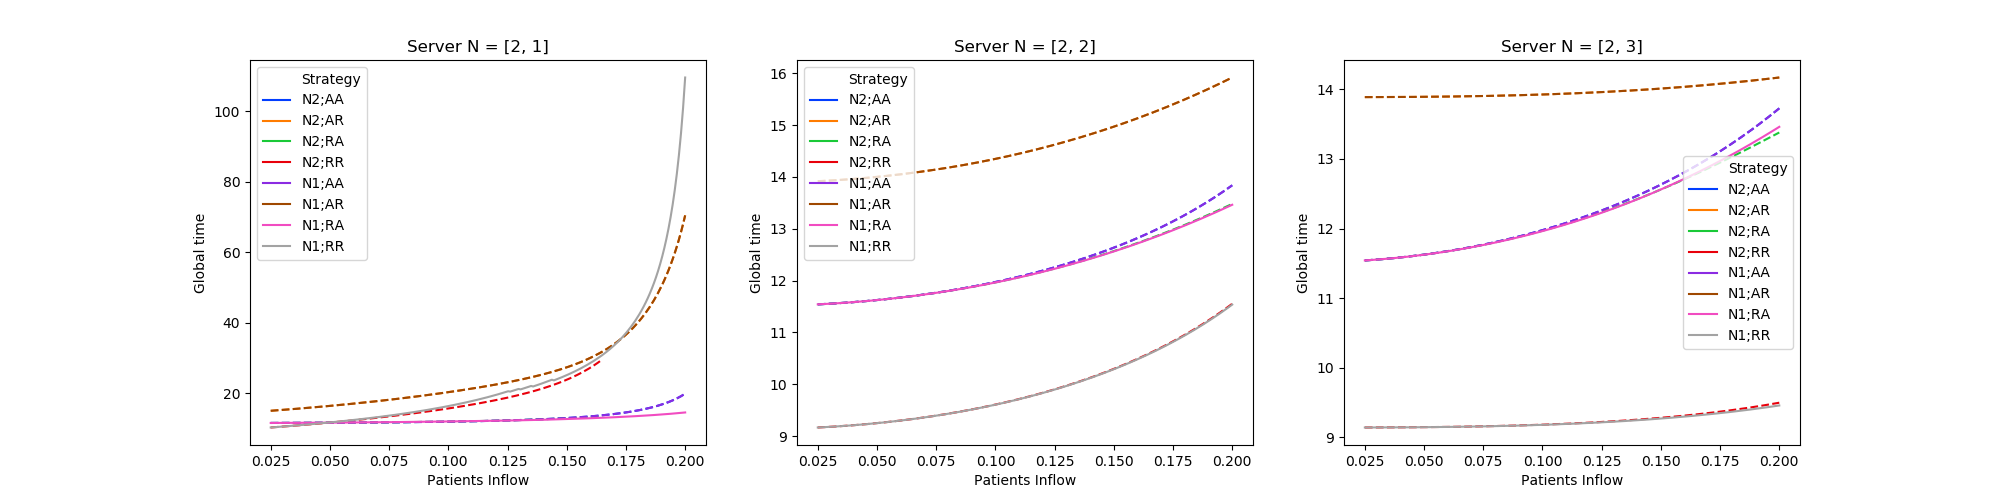 Server N = [2, 1]
Global time
100
80
60
40
20
0.025 0.050 0.075 0.100 0.125 0.150 0.175 0.200
Patients Inflow
Strategy
N2;AA
N2;AR
N2;RA
N2;RR
N1;AA
N1;AR
N1;RA
N1;RR
Server N = [2, 2]
Global time
16
15
14
13
12
11
10
9
0.025 0.050 0.075 0.100 0.125 0.150 0.175 0.200
Patients Inflow
Strategy
N2;AA
N2;AR
N2;RA
N2;RR
N1;AA
N1;AR
N1;RA
N1;RR
Server N = [2, 3]
Global time
14
13
12
11
10
9
0.025 0.050 0.075 0.100 0.125 0.150 0.175 0.200
Patients Inflow
Strategy
N2;AA
N2;AR
N2;RA
N2;RR
N1;AA
N1;AR
N1;RA
N1;RR